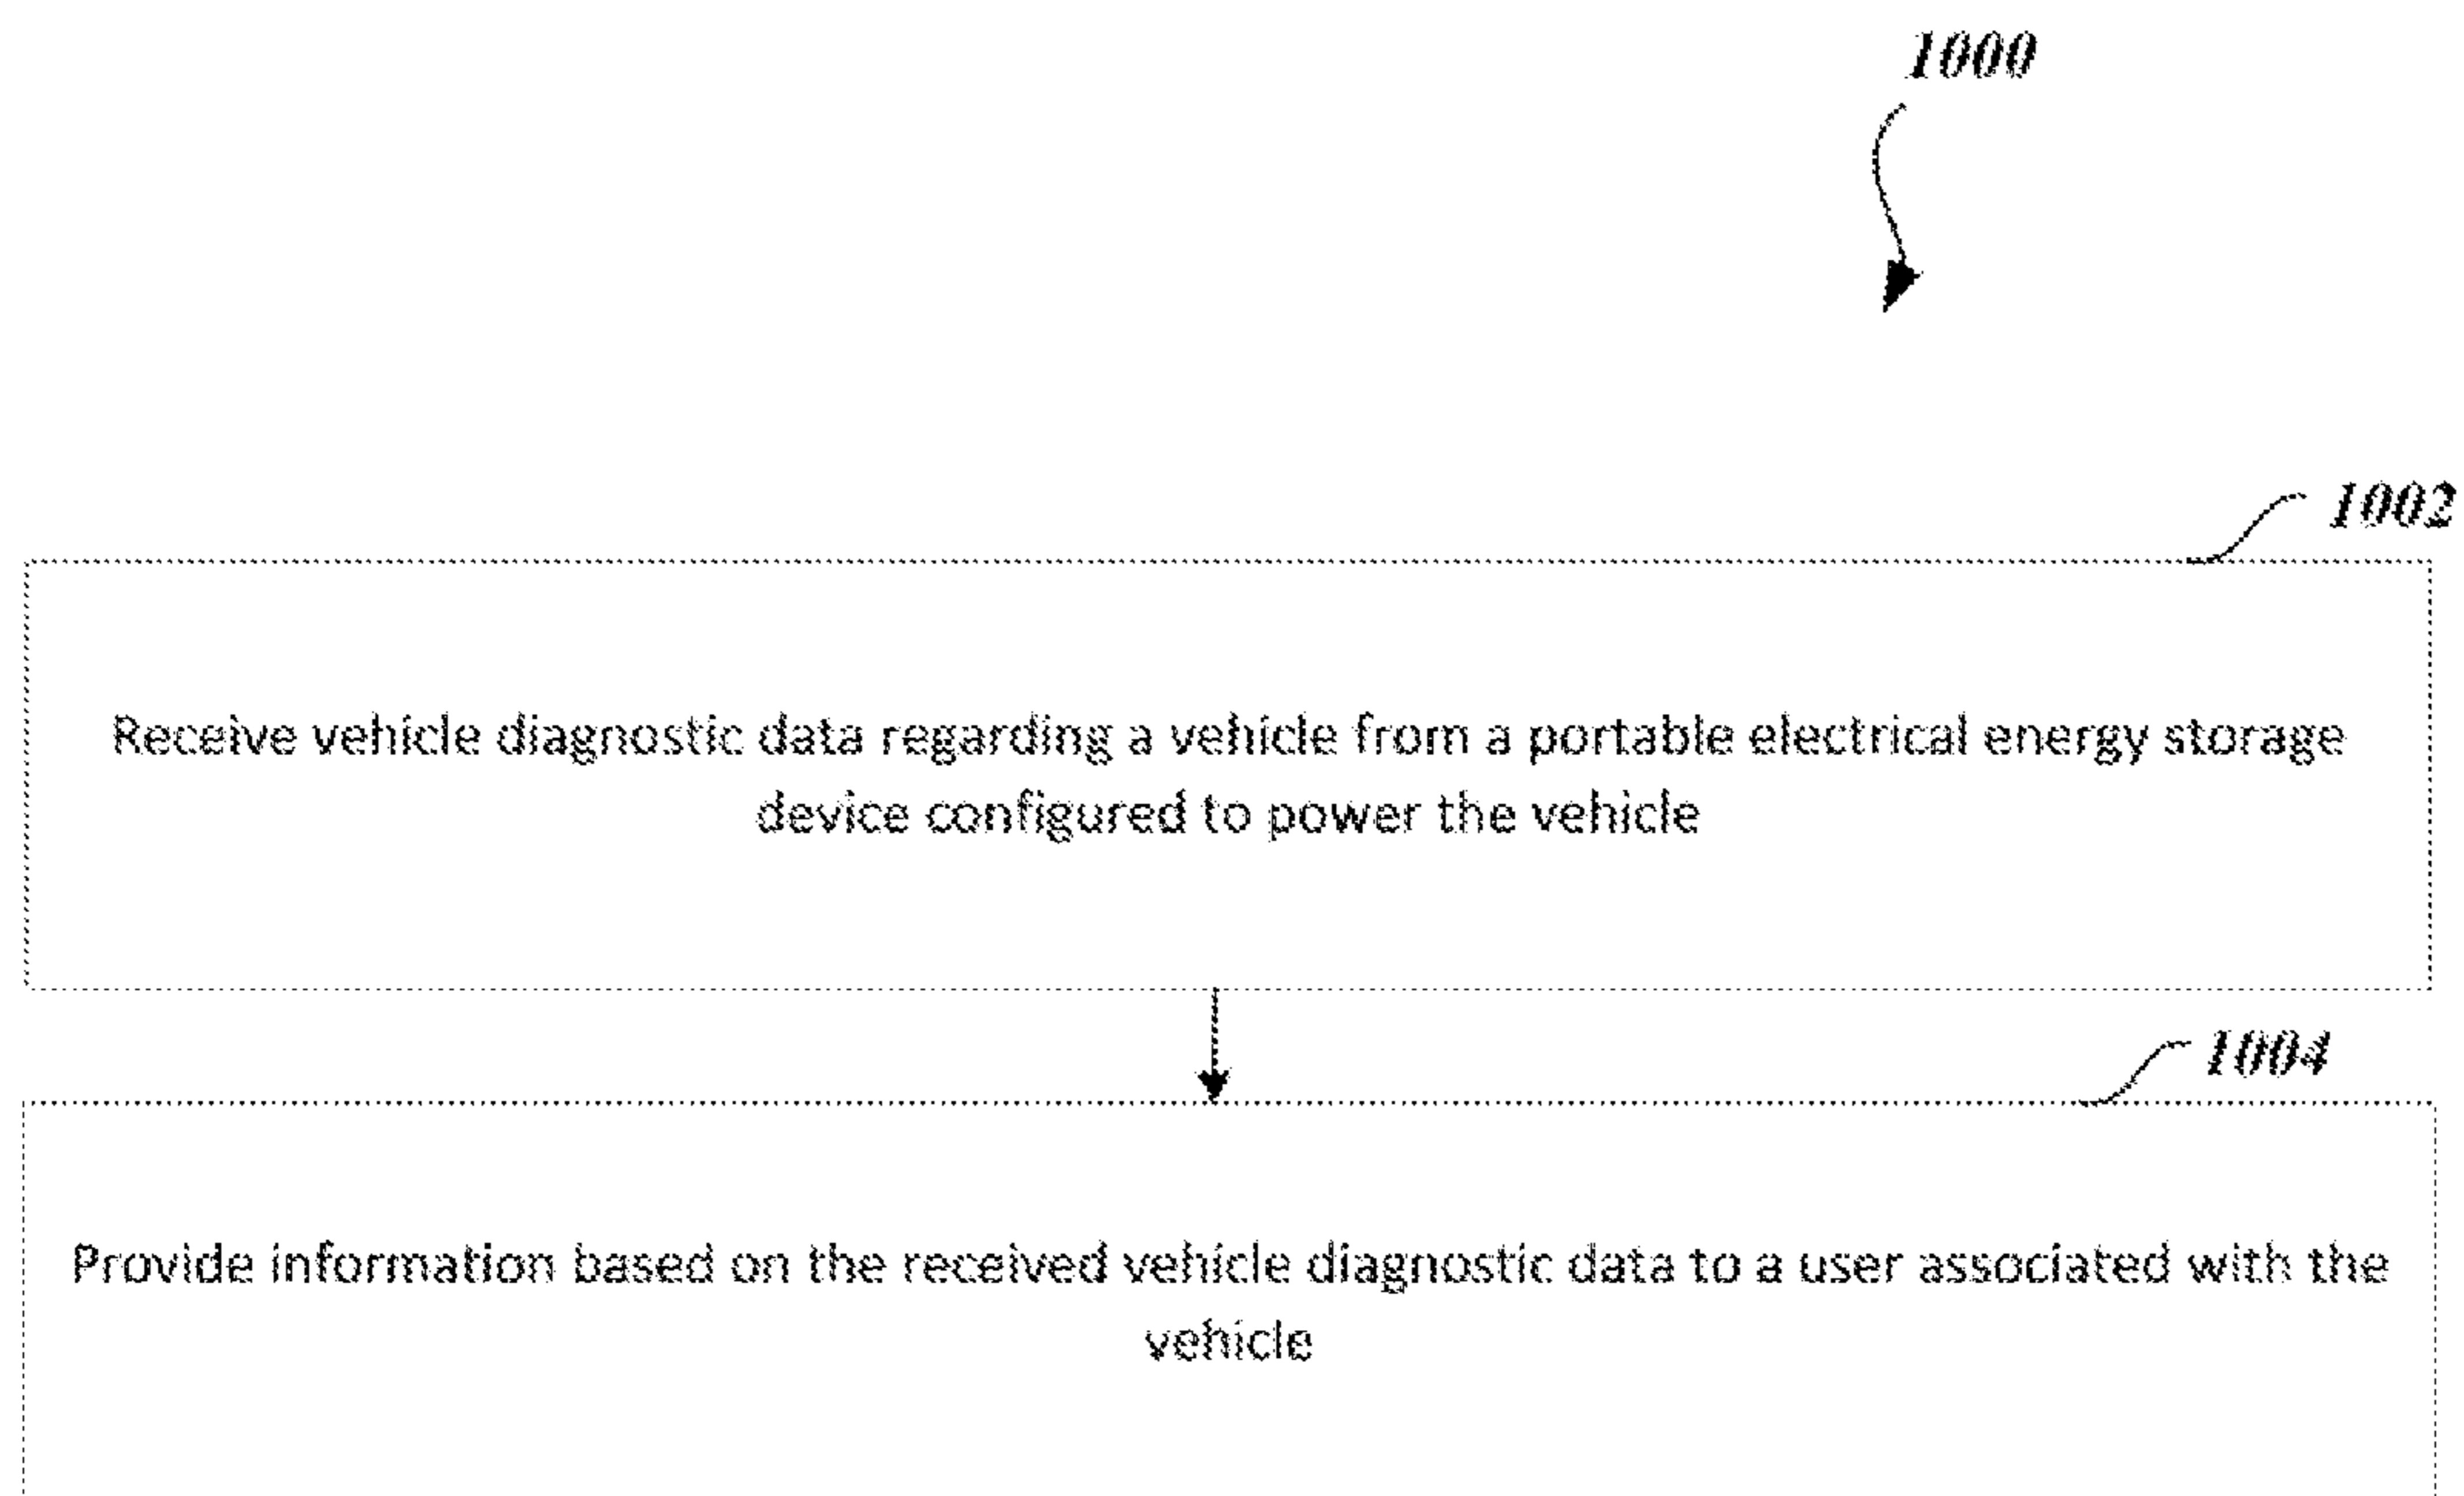 1000
1002
Receive vehicle diagnostic data regarding a vehicle from a portable electrical energy storage
device configured to power the vehicle
1004
Provide information based on the received vehicle diagnostic data to a user associated with the
vehicle